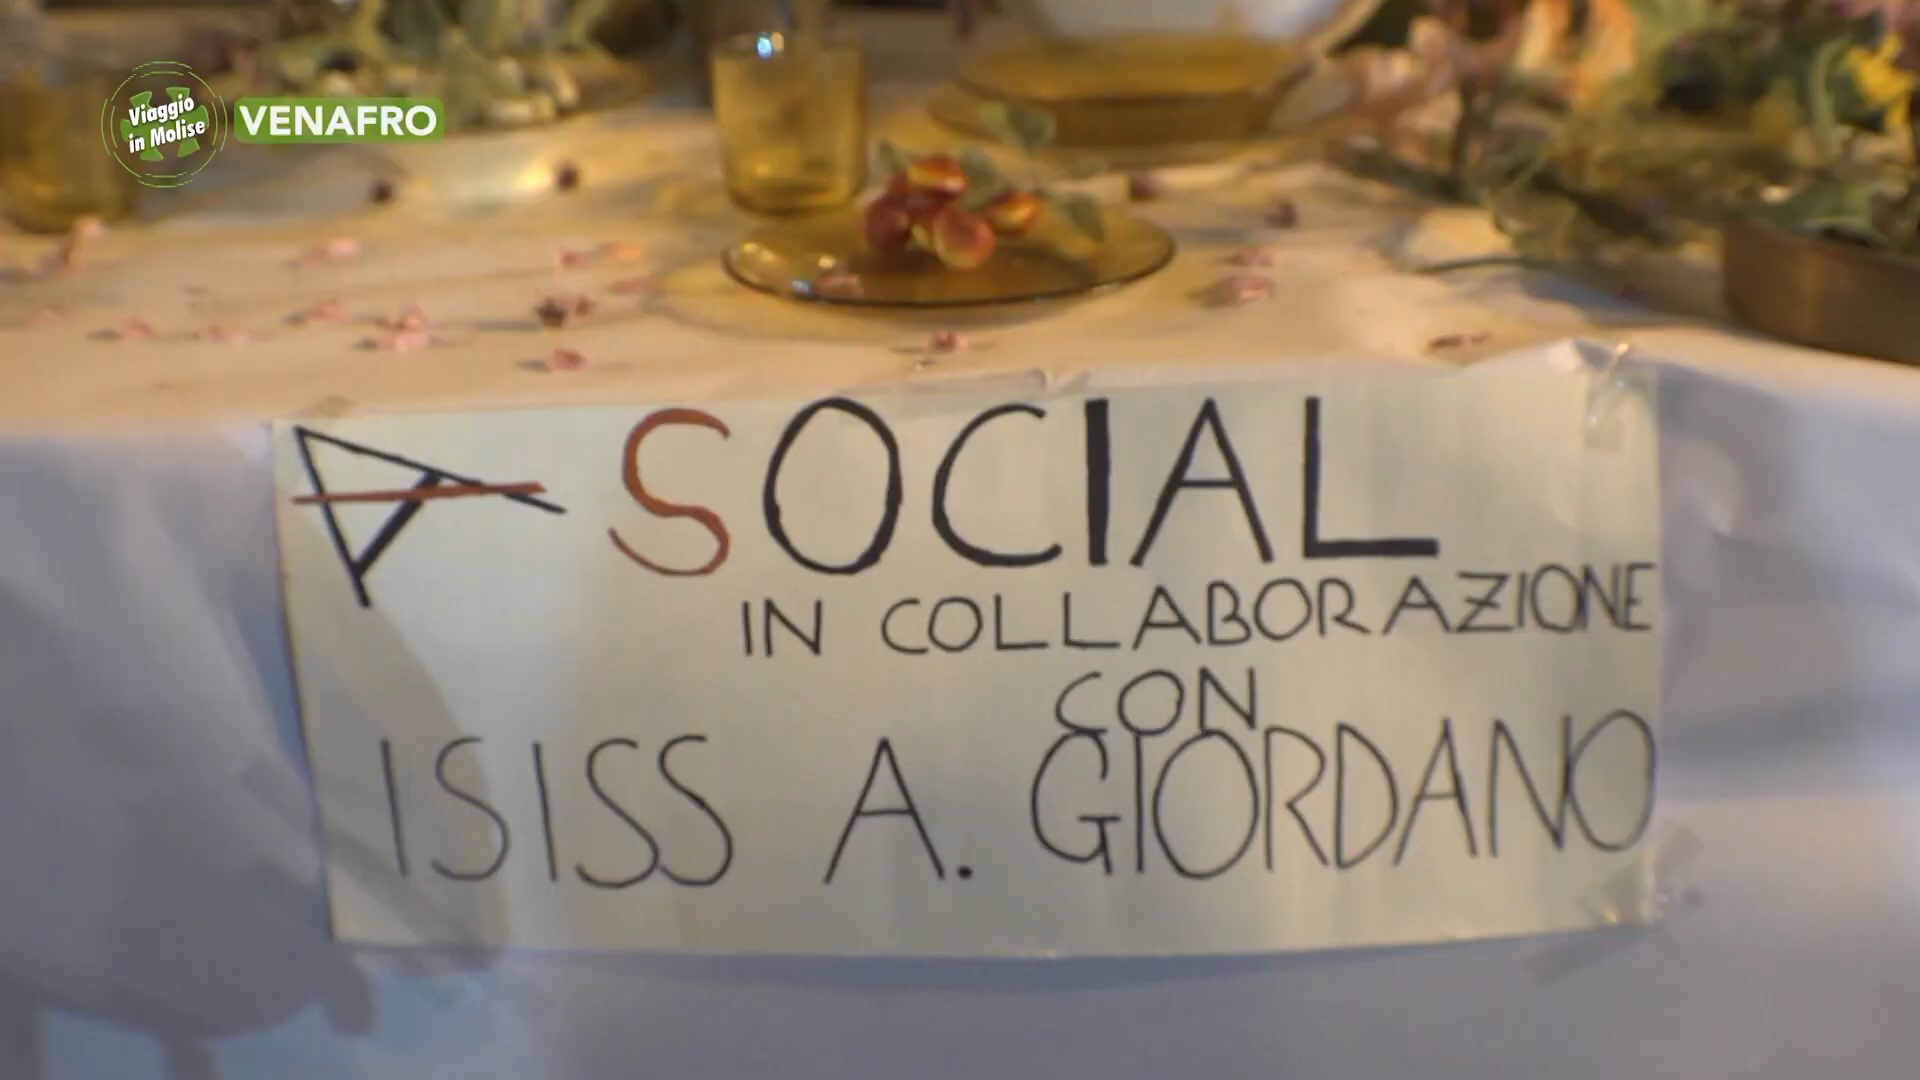 Viaggio
in Molise
VENAFRO
A SOCIAL
IN COLLABORAZIONE
CON
ISISS A. GIORDANO